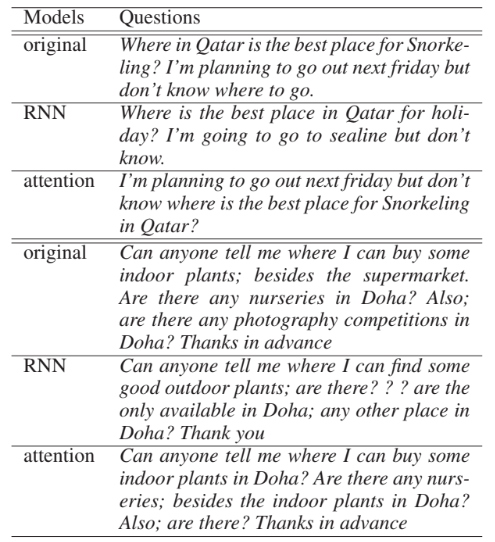 Models Questions
original Where in Qatar is the best place for Snorke-
ling? I'm planning to go out next friday but
don't know where to go.
RNN Where is the best place in Qatar for holi-
day? I'm going to go to sealine but don't
know.
attention I'm planning to go out next friday but don't
know where is the best place for Snorkeling
in Qatar?
original Can anyone tell me where I can buy some
indoor plants; besides the supermarket.
Are there any nurseries in Doha? Also;
are there any photography competitions in
Doha? Thanks in advance
RNN Can anyone tell me where I can find some
good outdoor plants; are there? ? ? are the
only available in Doha; any other place in
Doha? Thank you
attention Can anyone tell me where I can buy some
indoor plants in Doha? Are there any nurs-
eries; besides the indoor plants in Doha?
Also; are there? Thanks in advance